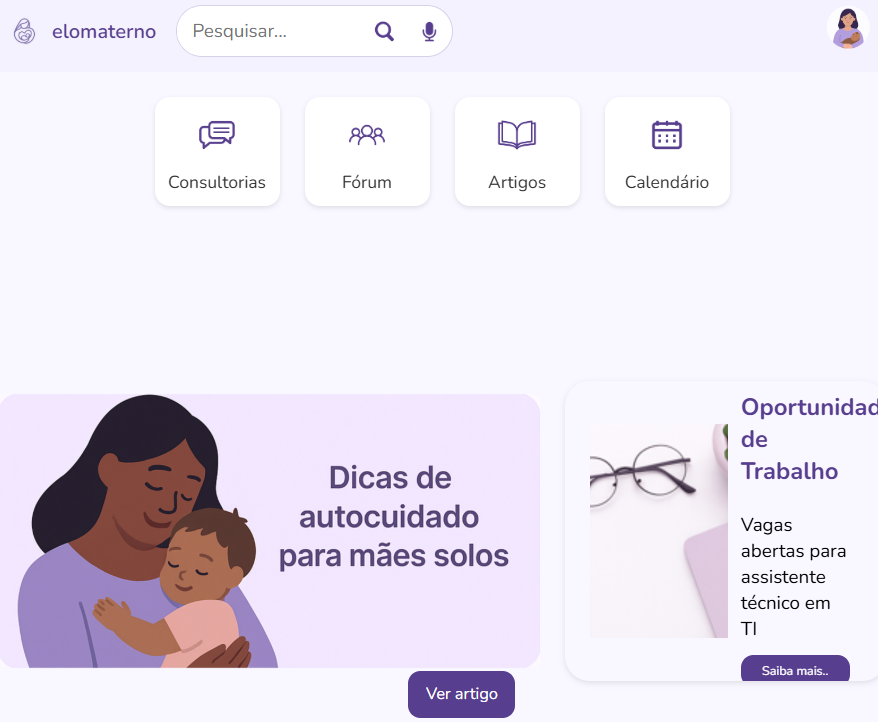 elomaterno
Pesquisar...
Consultorias
Fórum
Artigos
Calendário
Dicas de
autocuidado
para mães solos
Ver artigo
Oportunidad
de
Trabalho
Vagas
abertas para
assistente
técnico em
TI
Saiba mais..